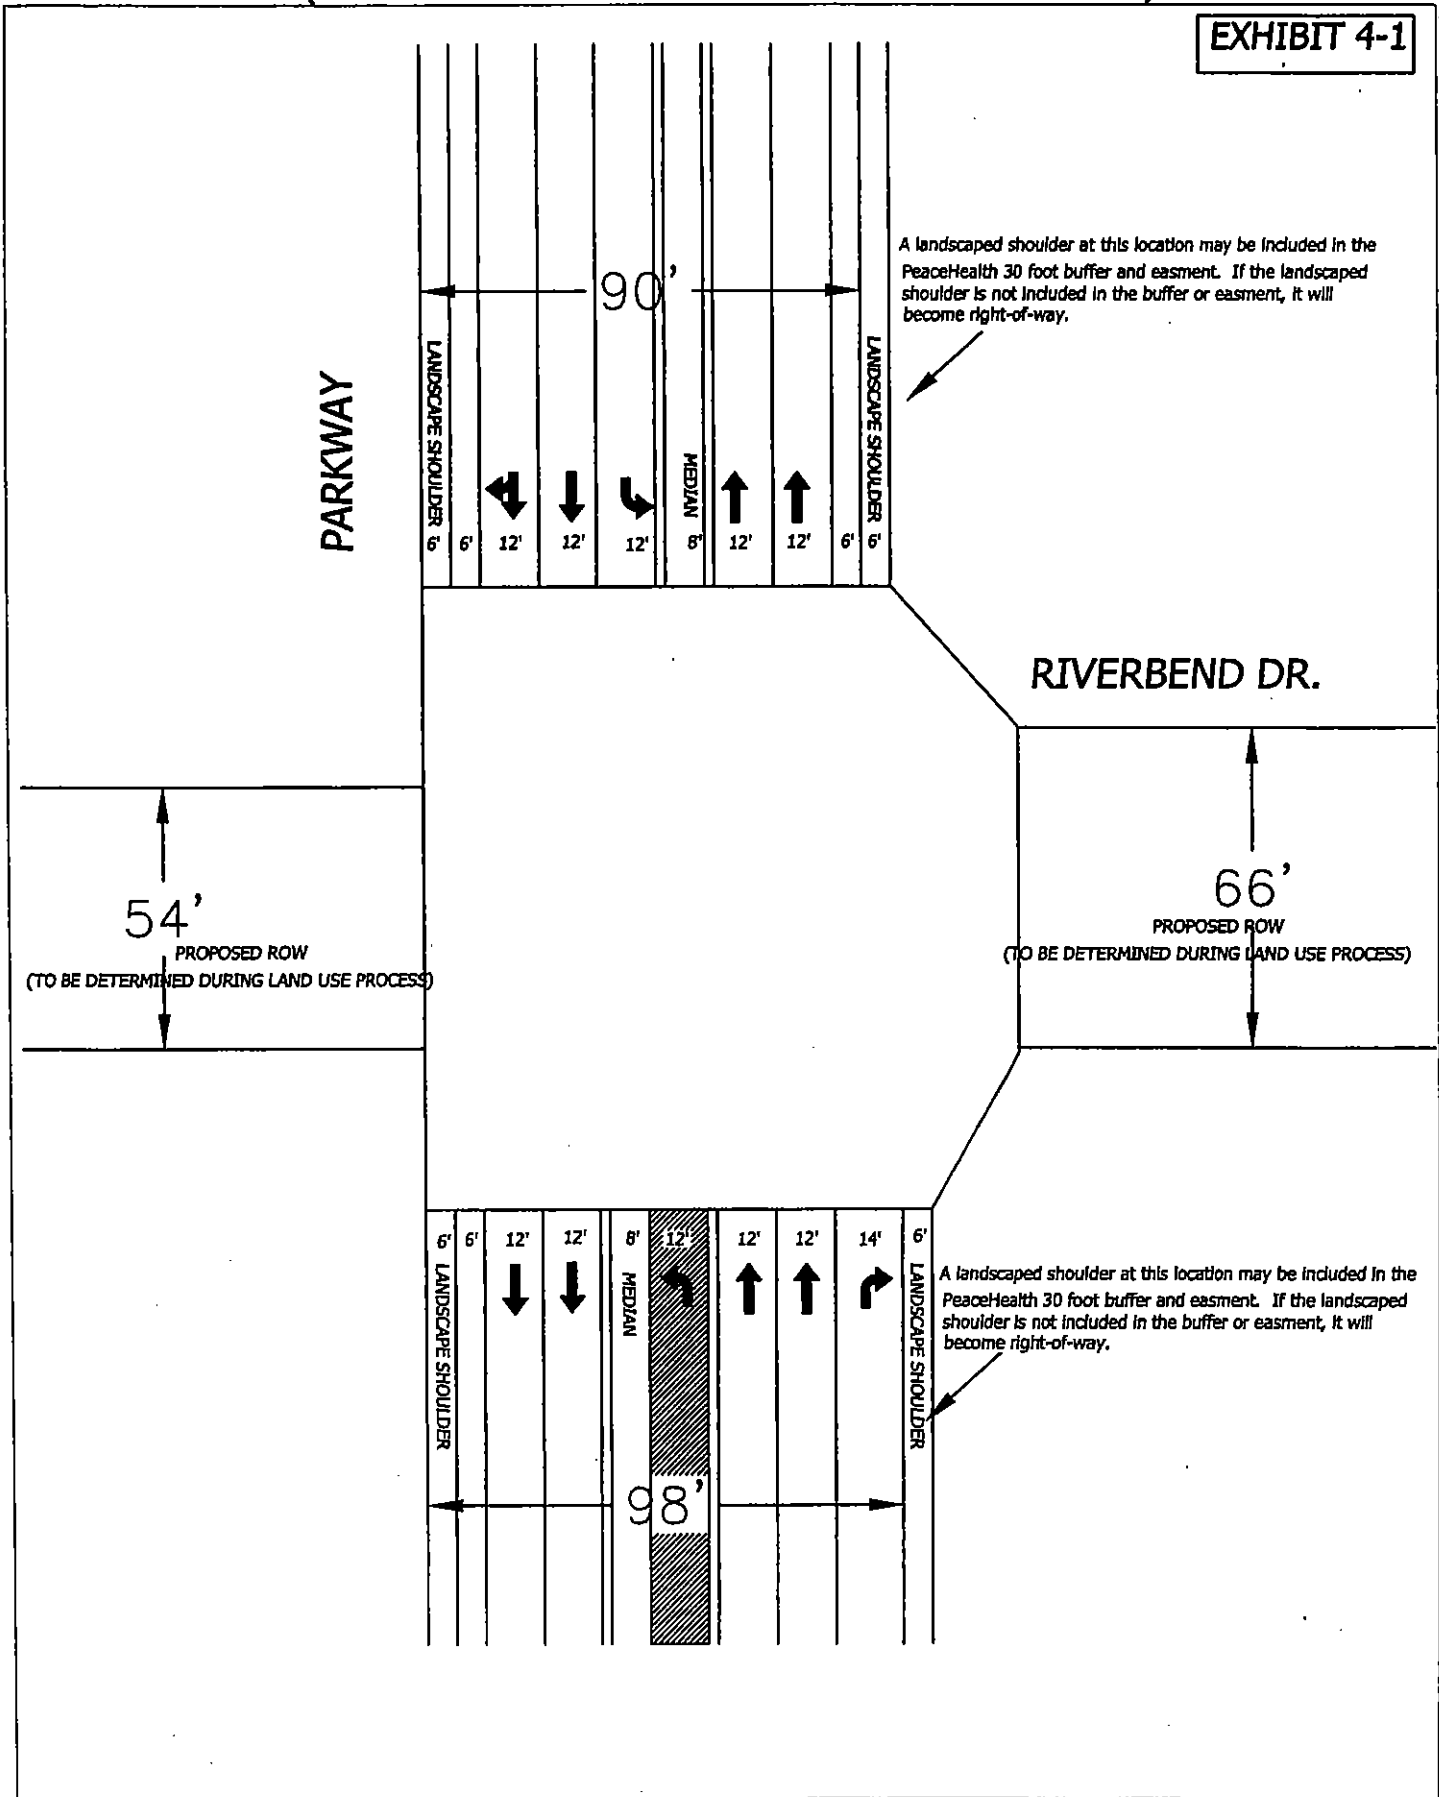 EXHIBIT 4-1
A landscaped shoulder at this location may be included in the
PeaceHealth 30 foot buffer and easment. If the landscaped
shoulder is not included in the buffer or easment, it will
become right-of-way.
90'
PARKWAY
LANDSCAPE SHOULDER
MEDIAN
LANDSCAPE SHOULDER
6' 6' 12' 12' 12' 8' 12' 12' 6' 6'
RIVERBEND DR.
54'
PROPOSED ROW
(TO BE DETERMINED DURING LAND USE PROCESS)
66'
PROPOSED ROW
(TO BE DETERMINED DURING LAND USE PROCESS)
6' 6' 12' 12' 8' 12' 12' 12' 14' 6'
LANDSCAPE SHOULDER
MEDIAN
LANDSCAPE SHOULDER
A landscaped shoulder at this location may be included in the
PeaceHealth 30 foot buffer and easment. If the landscaped
shoulder is not included in the buffer or easment, it will
become right-of-way.
98'